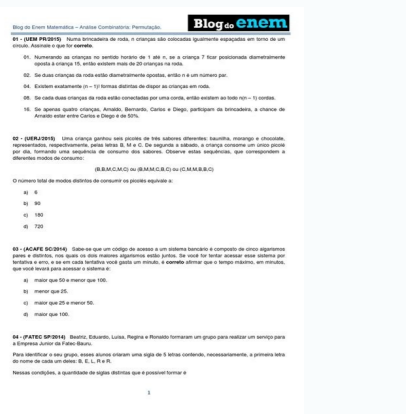 Blog do Enem Matemática – Análise Combinatória: Permutação.
Blog do enem
01 - (UEM PR/2015) Numa brincadeira de roda, n crianças são colocadas igualmente espaçadas em torno de um
círculo. Assinale o que for correto.
01. Numerando as crianças no sentido horário de 1 até n, se a criança 7 ficar posicionada diametralmente
oposta à criança 15, então existem mais de 20 crianças na roda.
02. Se duas crianças da roda estão diametralmente opostas, então n é um número par.
04. Existem exatamente (n – 1)! formas distintas de dispor as crianças em roda.
08. Se cada duas crianças da roda estão conectadas por uma corda, então existem ao todo n(n – 1) cordas.
16. Se apenas quatro crianças, Arnaldo, Bernardo, Carlos e Diego, participam da brincadeira, a chance de
Arnaldo estar entre Carlos e Diego é de 50%.
02 - (UERJ/2015) Uma criança ganhou seis picolés de três sabores diferentes: baunilha, morango e chocolate,
representados, respectivamente, pelas letras B, M e C. De segunda a sábado, a criança consome um único picolé
por dia, formando uma sequência de consumo dos sabores. Observe estas sequências, que correspondem a
diferentes modos de consumo:
(B,B,M,C,M,C) ou (B,M,M,C,B,C) ou (C,M,M,B,B,C)
O número total de modos distintos de consumir os picolés equivale a:
a) 6
b) 90
c) 180
d) 720
03 - (ACAFE SC/2014) Sabe-se que um código de acesso a um sistema bancário é composto de cinco algarismos
pares e distintos, nos quais os dois maiores algarismos estão juntos. Se você for tentar acessar esse sistema por
tentativa e erro, e se em cada tentativa você gasta um minuto, é correto afirmar que o tempo máximo, em minutos,
que você levará para acessar o sistema é:
a) maior que 50 e menor que 100.
b) menor que 25.
c) maior que 25 e menor 50.
d) maior que 100.
04 - (FATEC SP/2014) Beatriz, Eduardo, Luisa, Regina e Ronaldo formaram um grupo para realizar um serviço para
a Empresa Junior da Fatec-Bauru.
Para identificar o seu grupo, esses alunos criaram uma sigla de 5 letras contendo, necessariamente, a primeira letra
do nome de cada um deles: B, E, L, R e R.
Nessas condições, a quantidade de siglas distintas que é possível formar é
1